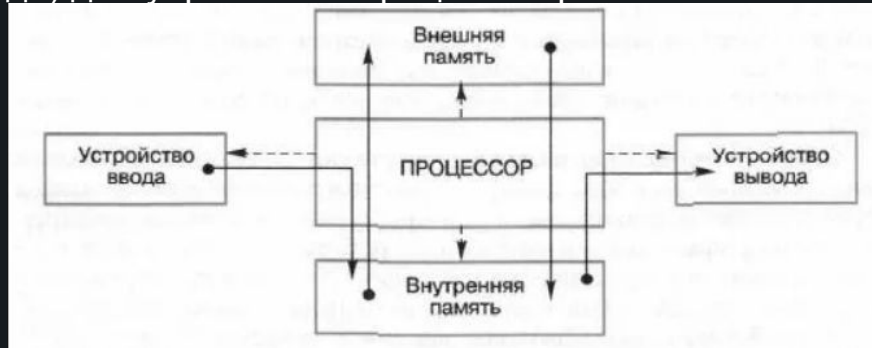 Внешняя
память
Устройство
ввода
ПРОЦЕССОР
Устройство
вывода
Внутренняя
память